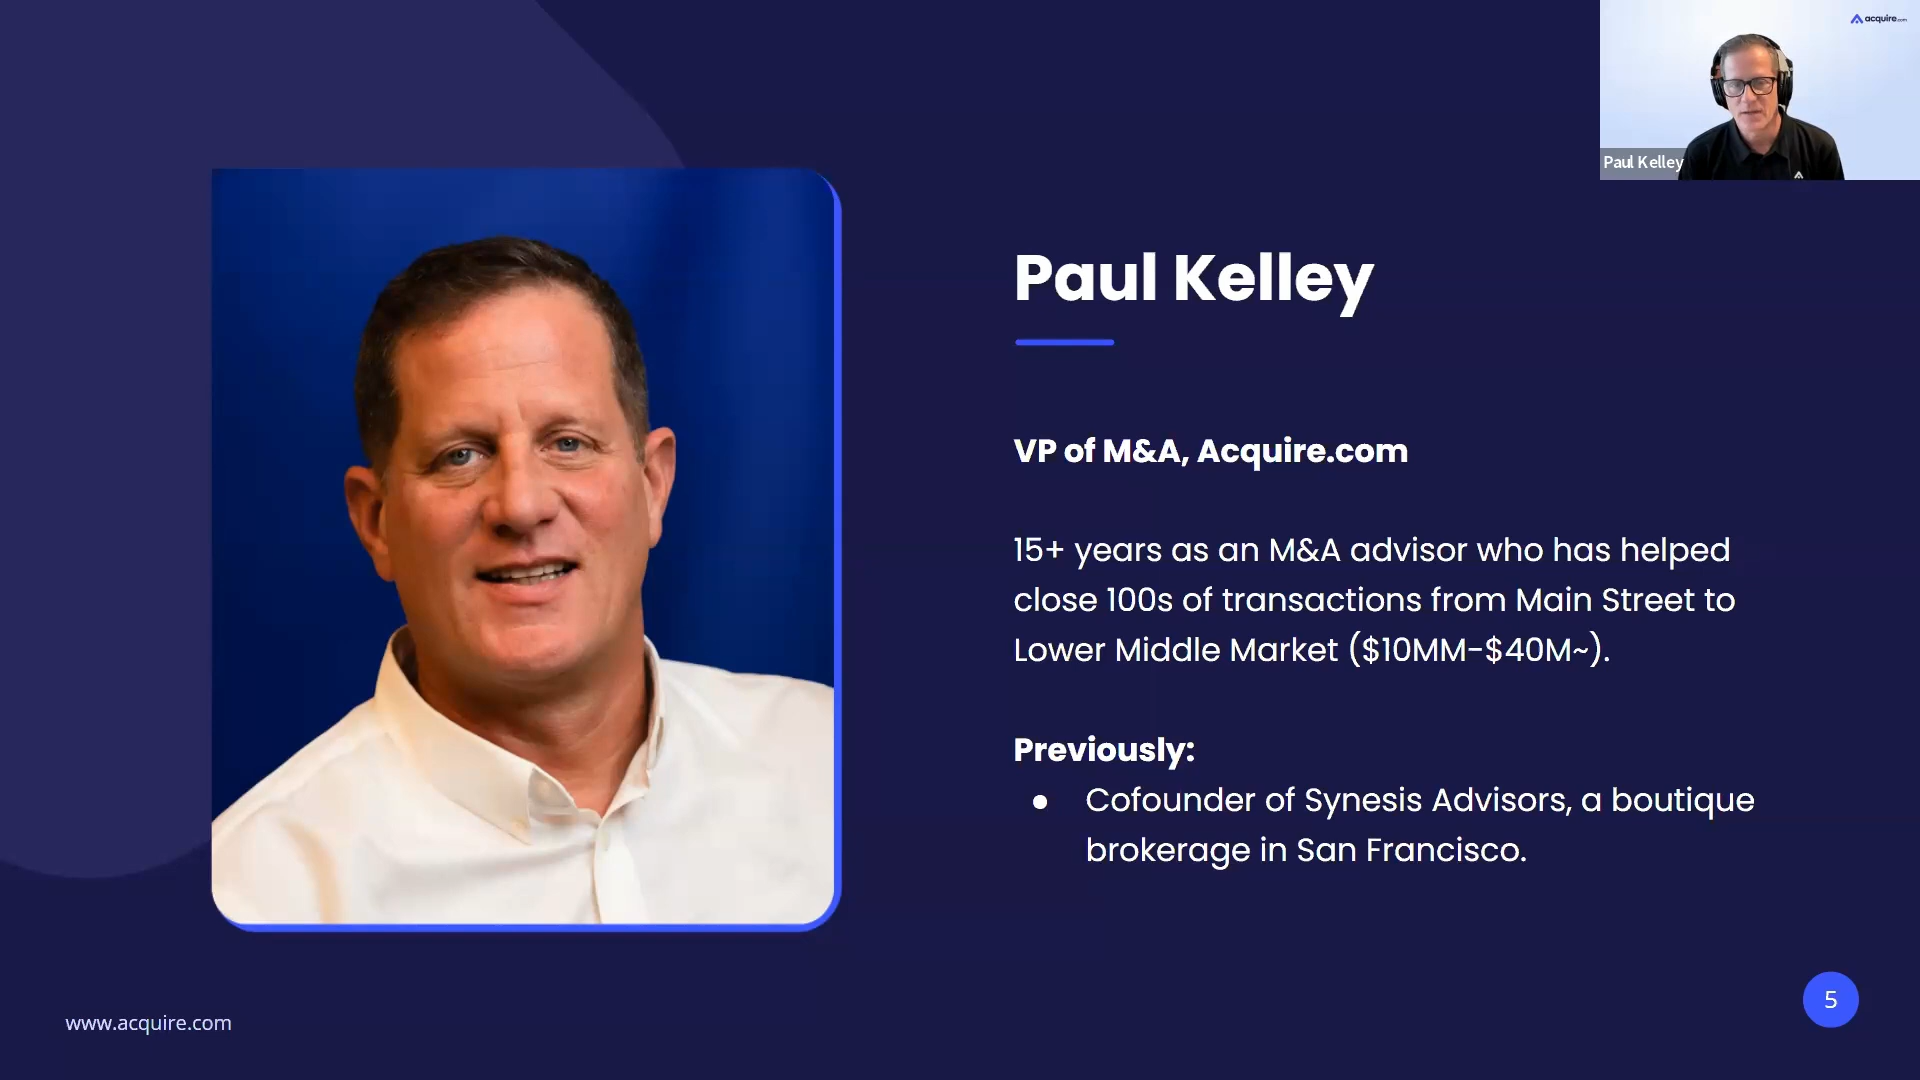 acquire.com
Paul Kelley
Paul Kelley
VP of M&A, Acquire.com
15+ years as an M&A advisor who has helped
close 100s of transactions from Main Street to
Lower Middle Market ($10MM-$40M~).
Previously:
● Cofounder of Synesis Advisors, a boutique
brokerage in San Francisco.
www.acquire.com
5